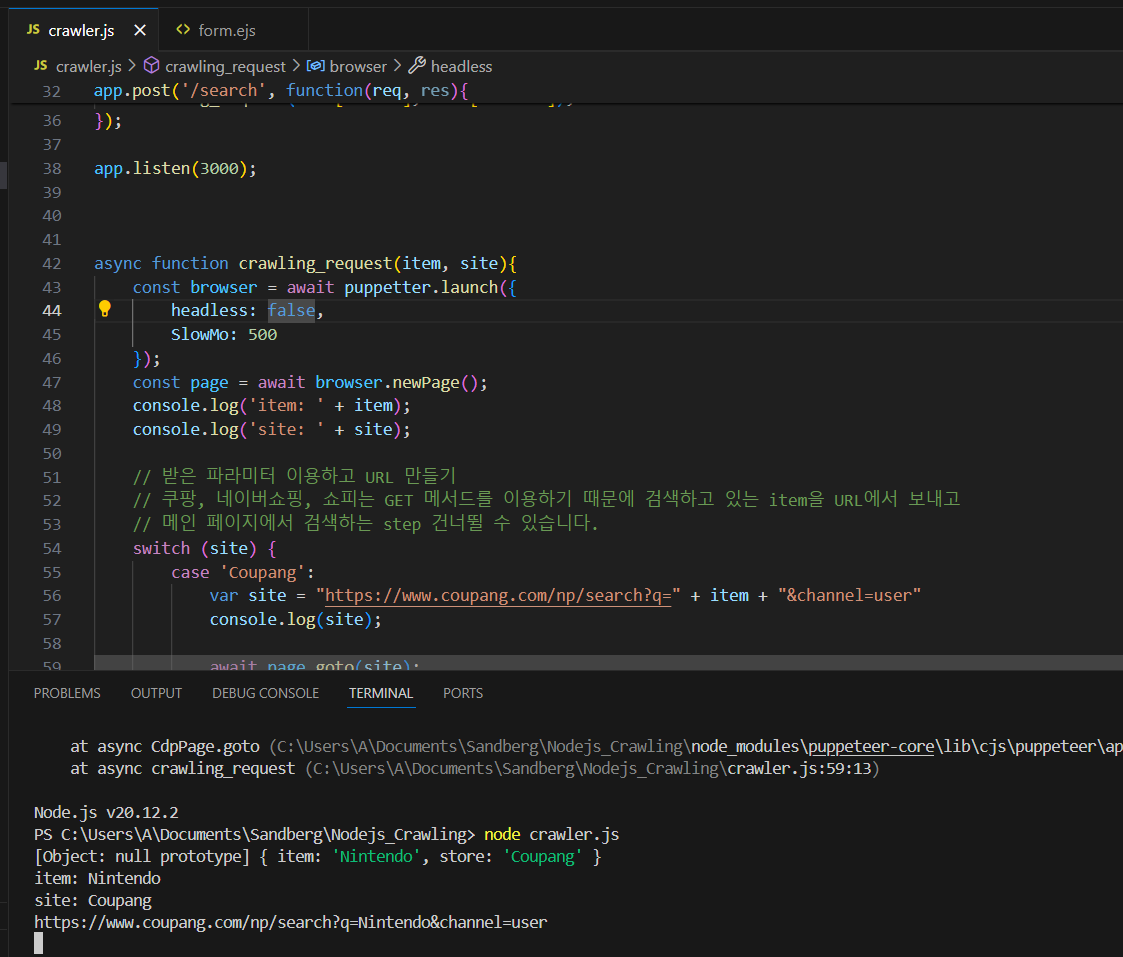 JS crawler.js × <> form.ejs
JS crawler.js > crawling_request > browser > headless
32 app.post('/search', function(req, res){
36 });
37
38 app.listen(3000);
39
40
41
42 async function crawling_request(item, site){
43 const browser = await puppetter.launch({
44 headless: false,
45 SlowMo: 500
46 });
47 const page = await browser.newPage();
48 console.log('item: ' + item);
49 console.log('site: ' + site);
50
51 // 받은 파라미터 이용하고 URL 만들기
52 // 쿠팡, 네이버쇼핑, 쇼피는 GET 메서드를 이용하기 때문에 검색하고 있는 item을 URL에서 보내고
53 // 메인 페이지에서 검색하는 step 건너뛸 수 있습니다.
54 switch (site) {
55 case 'Coupang':
56 var site = "https://www.coupang.com/np/search?q=" + item + "&channel=user"
57 console.log(site);
58
59 await page.goto(site);
PROBLEMS OUTPUT DEBUG CONSOLE TERMINAL PORTS
at async CdpPage.goto (C:\Users\A\Documents\Sandberg\Nodejs_Crawling\node_modules\puppeteer-core\lib\cjs\puppeteer\ap
at async crawling_request (C:\Users\A\Documents\Sandberg\Nodejs_Crawling\crawler.js:59:13)
Node.js v20.12.2
PS C:\Users\A\Documents\Sandberg\Nodejs_Crawling> node crawler.js
[Object: null prototype] { item: 'Nintendo', store: 'Coupang' }
item: Nintendo
site: Coupang
https://www.coupang.com/np/search?q=Nintendo&channel=user